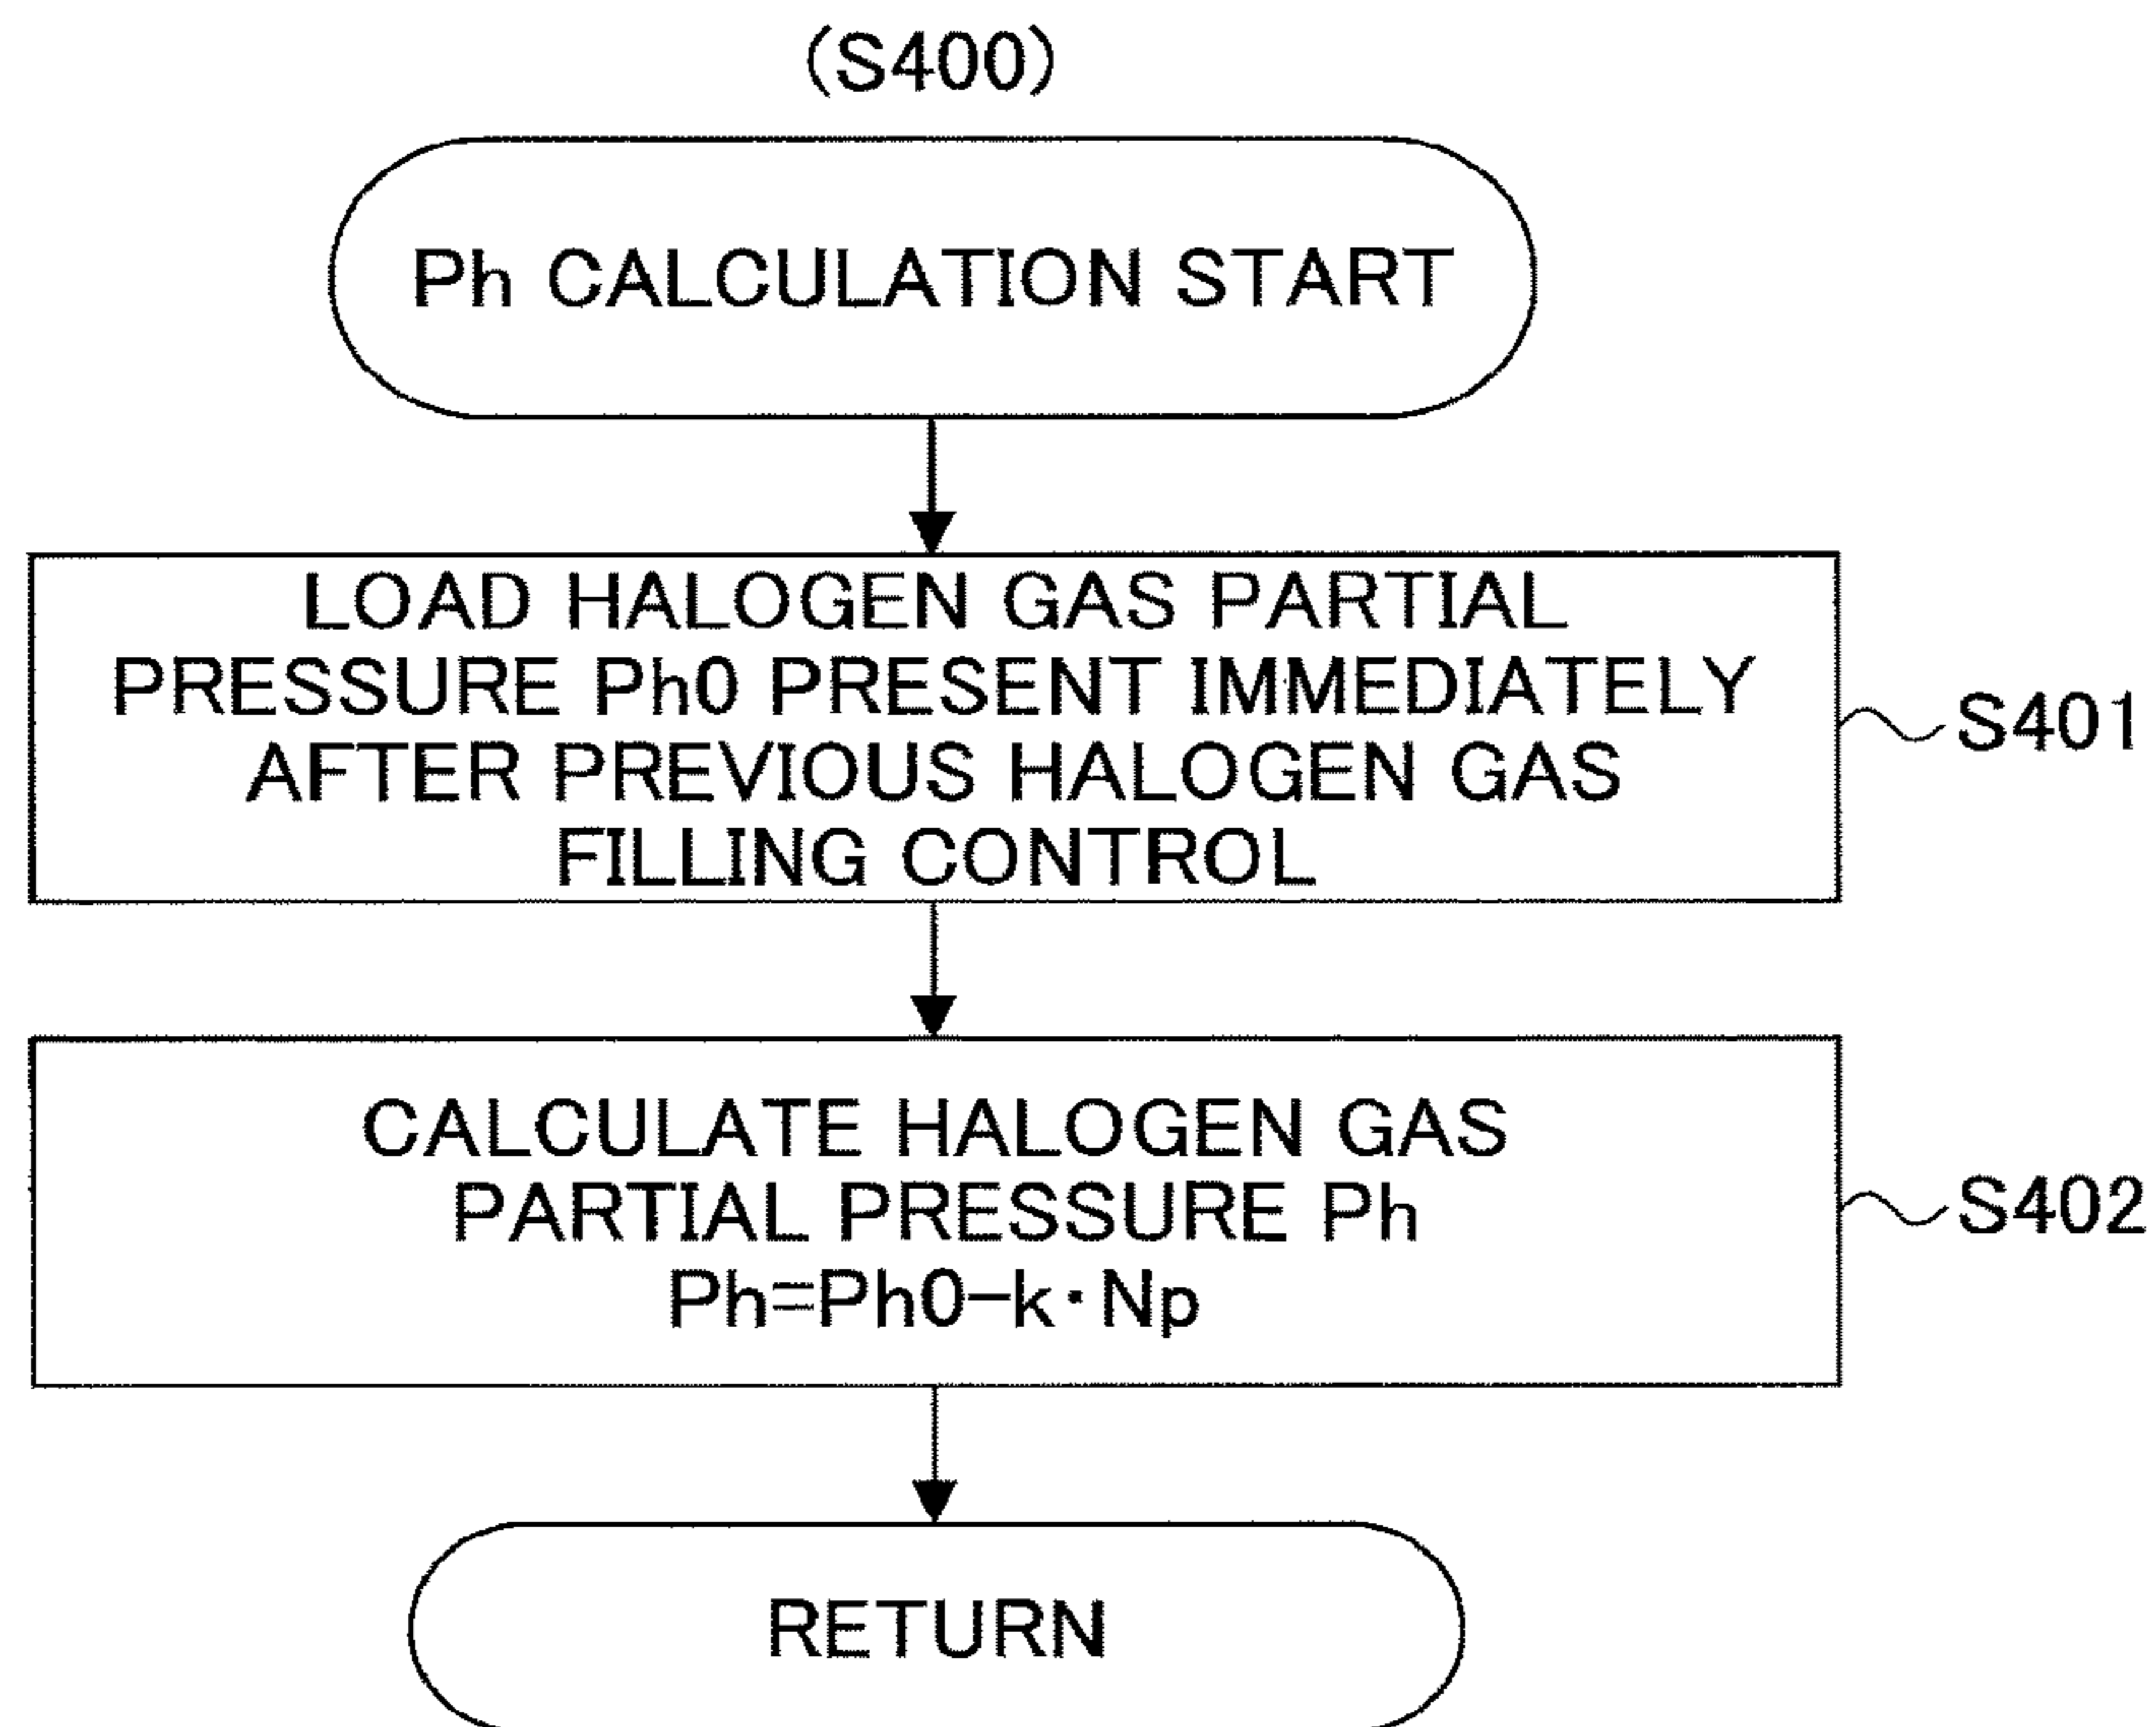 (S400)
Ph CALCULATION START
LOAD HALOGEN GAS PARTIAL
PRESSURE Ph0 PRESENT IMMEDIATELY
AFTER PREVIOUS HALOGEN GAS
FILLING CONTROL
S401
CALCULATE HALOGEN GAS
PARTIAL PRESSURE Ph
Ph=Ph0-k·Np
S402
RETURN